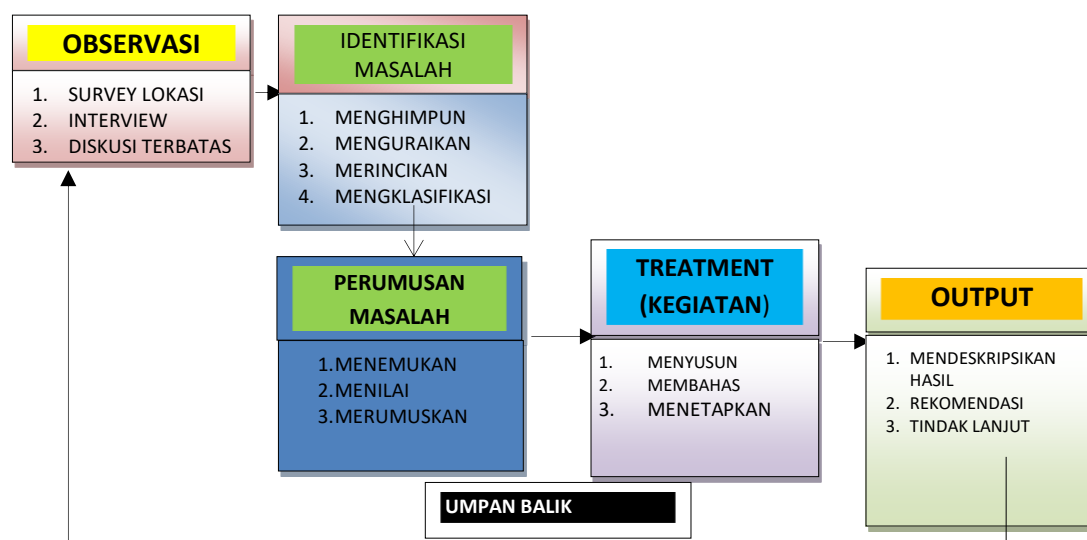 OBSERVASI
1. SURVEY LOKASI
2. INTERVIEW
3. DISKUSI TERBATAS
IDENTIFIKASI
MASALAH
1. MENGHIMPUN
2. MENGURAIKAN
3. MERINCIKAN
4. MENGKLASIFIKASI
PERUMUSAN
MASALAH
1.MENEMUKAN
2.MENILAI
3.MERUMUSKAN
TREATMENT
(KEGIATAN)
1. MENYUSUN
2. MEMBAHAS
3. MENETAPKAN
OUTPUT
1. MENDESKRIPSIKAN
HASIL
2. REKOMENDASI
3. TINDAK LANJUT
UMPAN BALIK